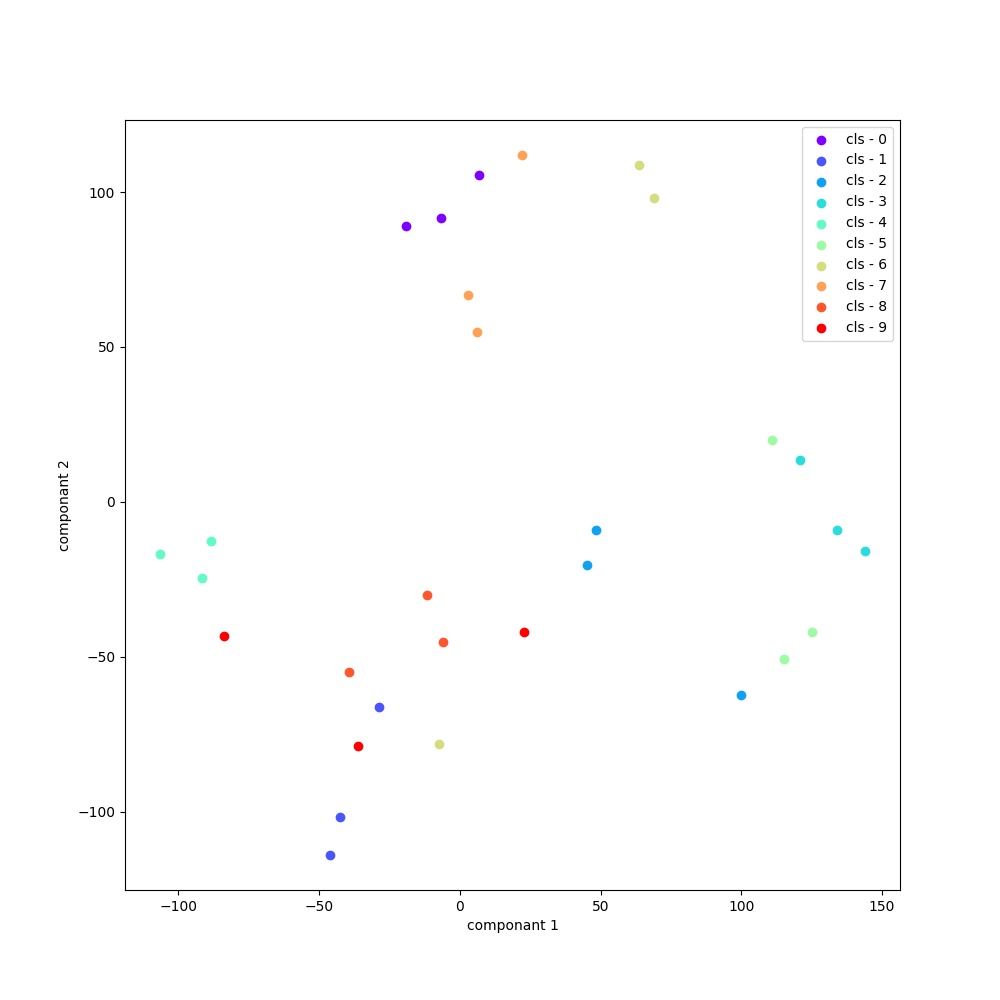 cls - 0
cls - 1
cls - 2
cls - 3
cls - 4
cls - 5
cls - 6
cls - 7
cls - 8
cls - 9
100
50
0
−50
−100
componant 2
−100 −50 0 50 100 150
componant 1